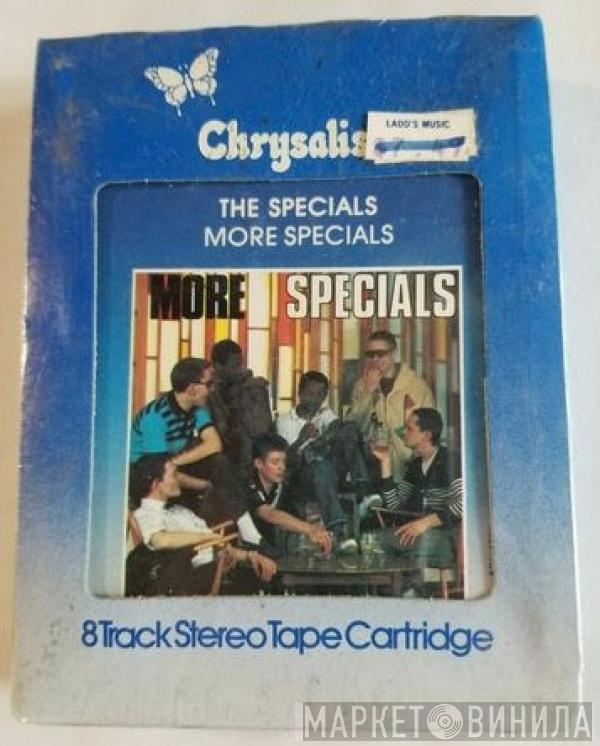 Chrysalis
LADD'S MUSIC
THE SPECIALS
MORE SPECIALS
MORE SPECIALS
8 Track Stereo Tape Cartridge
МАРКЕТ ВИНИЛА